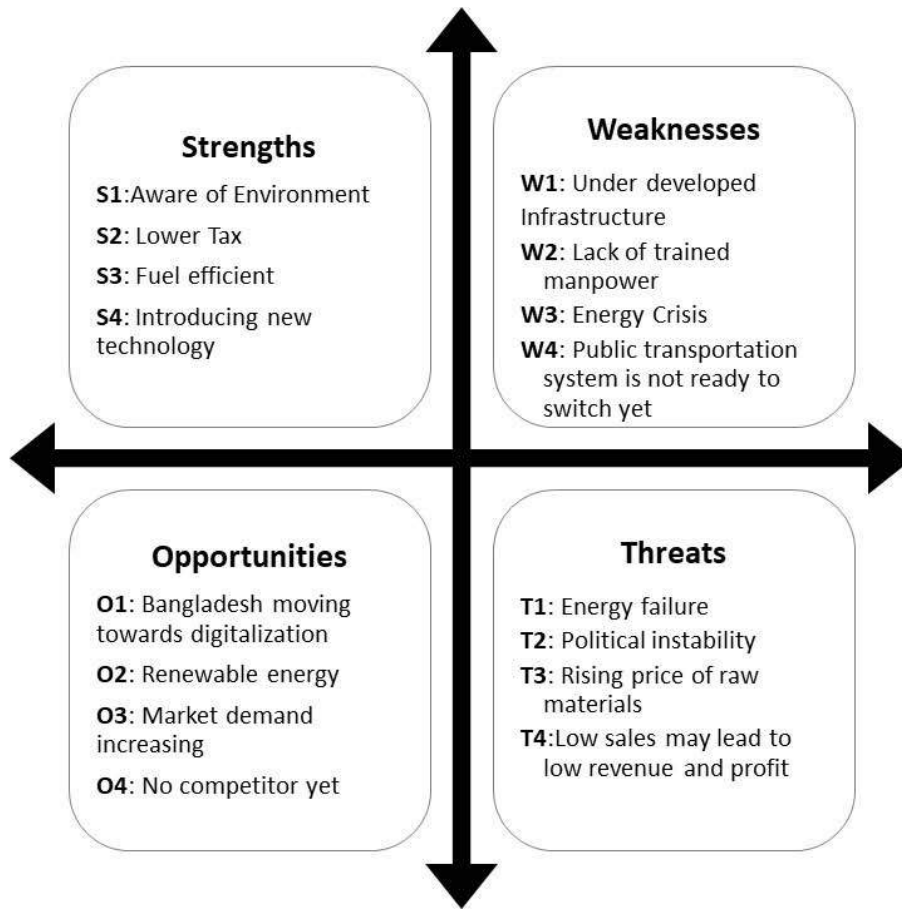 Strengths
S1:Aware of Environment
S2: Lower Tax
S3: Fuel efficient
S4: Introducing new
technology
Weaknesses
W1: Under developed
Infrastructure
W2: Lack of trained
manpower
W3: Energy Crisis
W4: Public transportation
system is not ready to
switch yet
Opportunities
O1: Bangladesh moving
towards digitalization
O2: Renewable energy
O3: Market demand
increasing
O4: No competitor yet
Threats
T1: Energy failure
T2: Political instability
T3: Rising price of raw
materials
T4:Low sales may lead to
low revenue and profit